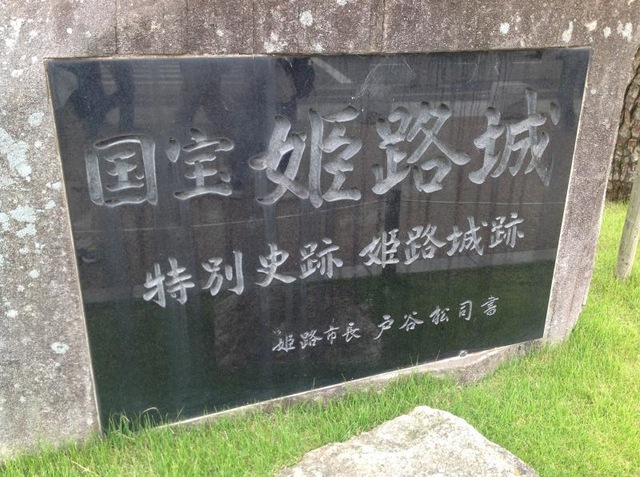 国宝 姫路城
特別史跡 姫路城跡
姫路市長 戸谷松司書